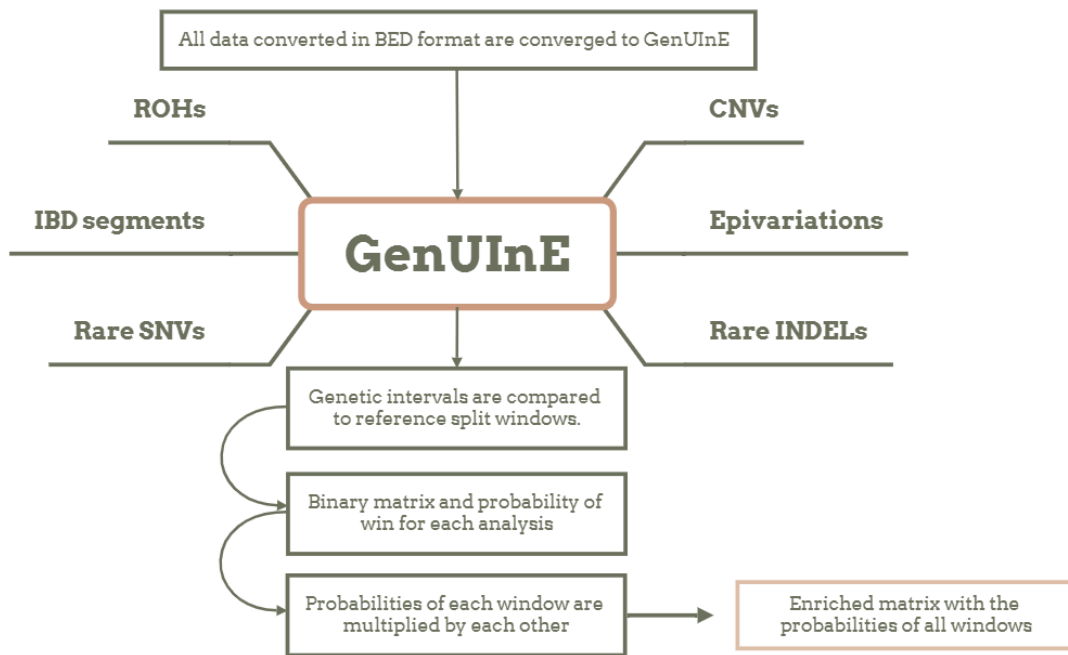 All data converted in BED format are converged to GenUInE
ROHs
CNVs
IBD segments
GenUInE
Epivariations
Rare SNVs
Rare INDELs
Genetic intervals are compared
to reference split windows.
Binary matrix and probability of
win for each analysis
Probabilities of each window are
multiplied by each other
Enriched matrix with the
probabilities of all windows